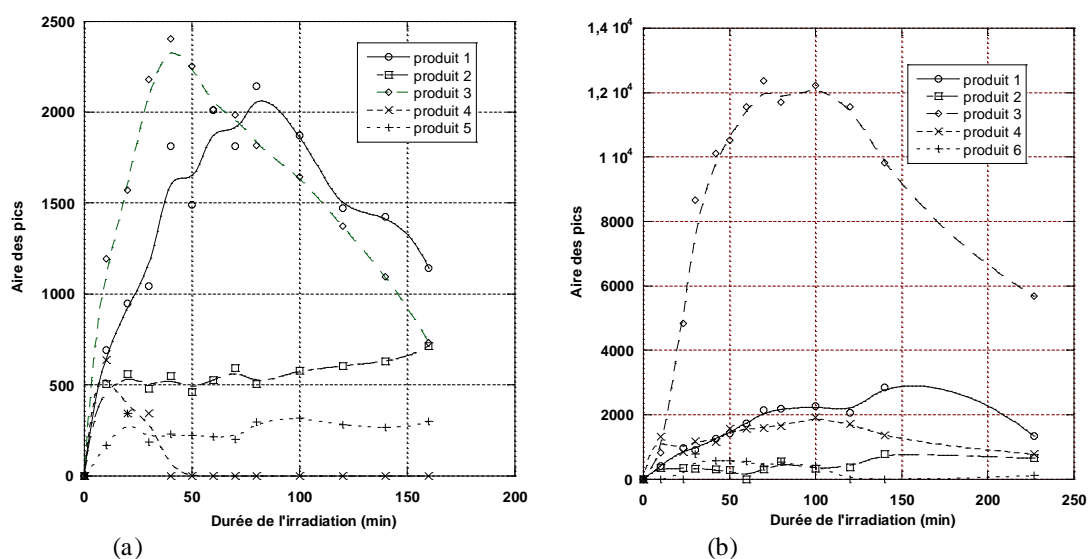 2500
2000
1500
1000
500
0
0
50
100
150
200
Aire des pics
Durée de l'irradiation (min)
produit 1
produit 2
produit 3
produit 4
produit 5
(a)
1,4 10⁴
1,2 10⁴
1 10⁴
8000
6000
4000
2000
0
0
50
100
150
200
250
Aire des pics
Durée de l'irradiation (min)
produit 1
produit 2
produit 3
produit 4
produit 6
(b)